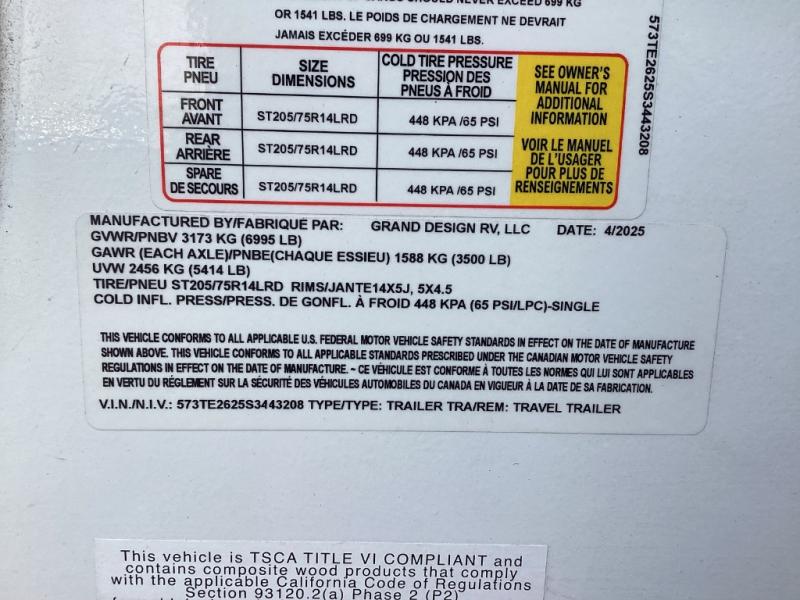 SHOULD NEVER EXCEED 699 KG
OR 1541 LBS. LE POIDS DE CHARGEMENT NE DEVRAIT
JAMAIS EXCÉDER 699 KG OU 1541 LBS.
TIRE
PNEU
SIZE
DIMENSIONS
COLD TIRE PRESSURE
PRESSION DES
PNEUS À FROID
SEE OWNER'S
MANUAL FOR
ADDITIONAL
INFORMATION
VOIR LE MANUEL
DE L'USAGER
POUR PLUS DE
RENSEIGNEMENTS
FRONT
AVANT
ST205/75R14LRD
448 KPA /65 PSI
REAR
ARRIÈRE
ST205/75R14LRD
448 KPA /65 PSI
SPARE
DE SECOURS
ST205/75R14LRD
448 KPA /65 PSI
573TE2625S3443208
MANUFACTURED BY/FABRIQUÉ PAR: GRAND DESIGN RV, LLC DATE: 4/2025
GVWR/PNBV 3173 KG (6995 LB)
GAWR (EACH AXLE)/PNBE(CHAQUE ESSIEU) 1588 KG (3500 LB)
UVW 2456 KG (5414 LB)
TIRE/PNEU ST205/75R14LRD RIMS/JANTE14X5J, 5X4.5
COLD INFL. PRESS/PRESS. DE GONFL. À FROID 448 KPA (65 PSI/LPC)-SINGLE
THIS VEHICLE CONFORMS TO ALL APPLICABLE U.S. FEDERAL MOTOR VEHICLE SAFETY STANDARDS IN EFFECT ON THE DATE OF MANUFACTURE
SHOWN ABOVE. THIS VEHICLE CONFORMS TO ALL APPLICABLE STANDARDS PRESCRIBED UNDER THE CANADIAN MOTOR VEHICLE SAFETY
REGULATIONS IN EFFECT ON THE DATE OF MANUFACTURE. ~ CE VÉHICULE EST CONFORME À TOUTES LES NORMES QUI LUI SONT APPLICABLES
EN VERTU DU RÉGLEMENT SUR LA SÉCURITÉ DES VÉHICULES AUTOMOBILES DU CANADA EN VIGUEUR À LA DATE DE SA FABRICATION.
V.I.N./N.I.V.: 573TE2625S3443208 TYPE/TYPE: TRAILER TRA/REM: TRAVEL TRAILER
This vehicle is TSCA TITLE VI COMPLIANT and
contains composite wood products that comply
with the applicable California Code of Regulations
Section 93120.2(a) Phase 2 (P2)